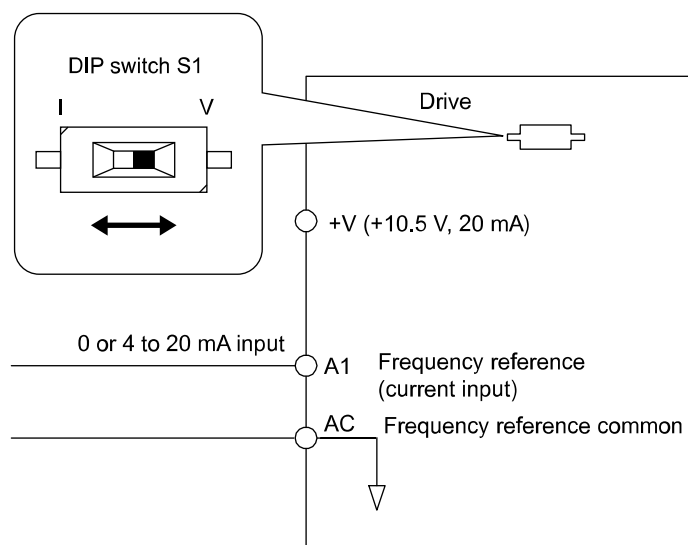 DIP switch S1
I V
Drive
+V (+10.5 V, 20 mA)
0 or 4 to 20 mA input
A1 Frequency reference
(current input)
AC Frequency reference common